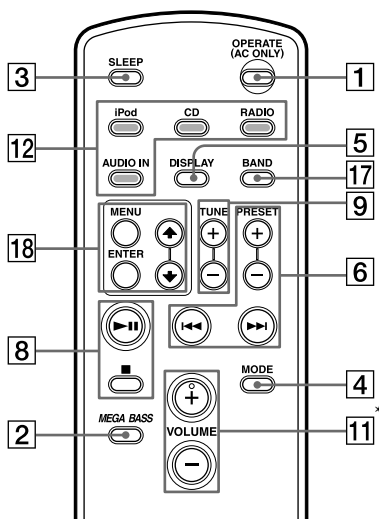 OPERATE
(AC ONLY)
SLEEP
3
1
iPod
CD
RADIO
12
5
AUDIO IN
DISPLAY
BAND
17
9
MENU
TUNE
PRESET
+
+
18
ENTER
6
−
−
8
MODE
4
MEGA BASS
+
2
VOLUME
11
−